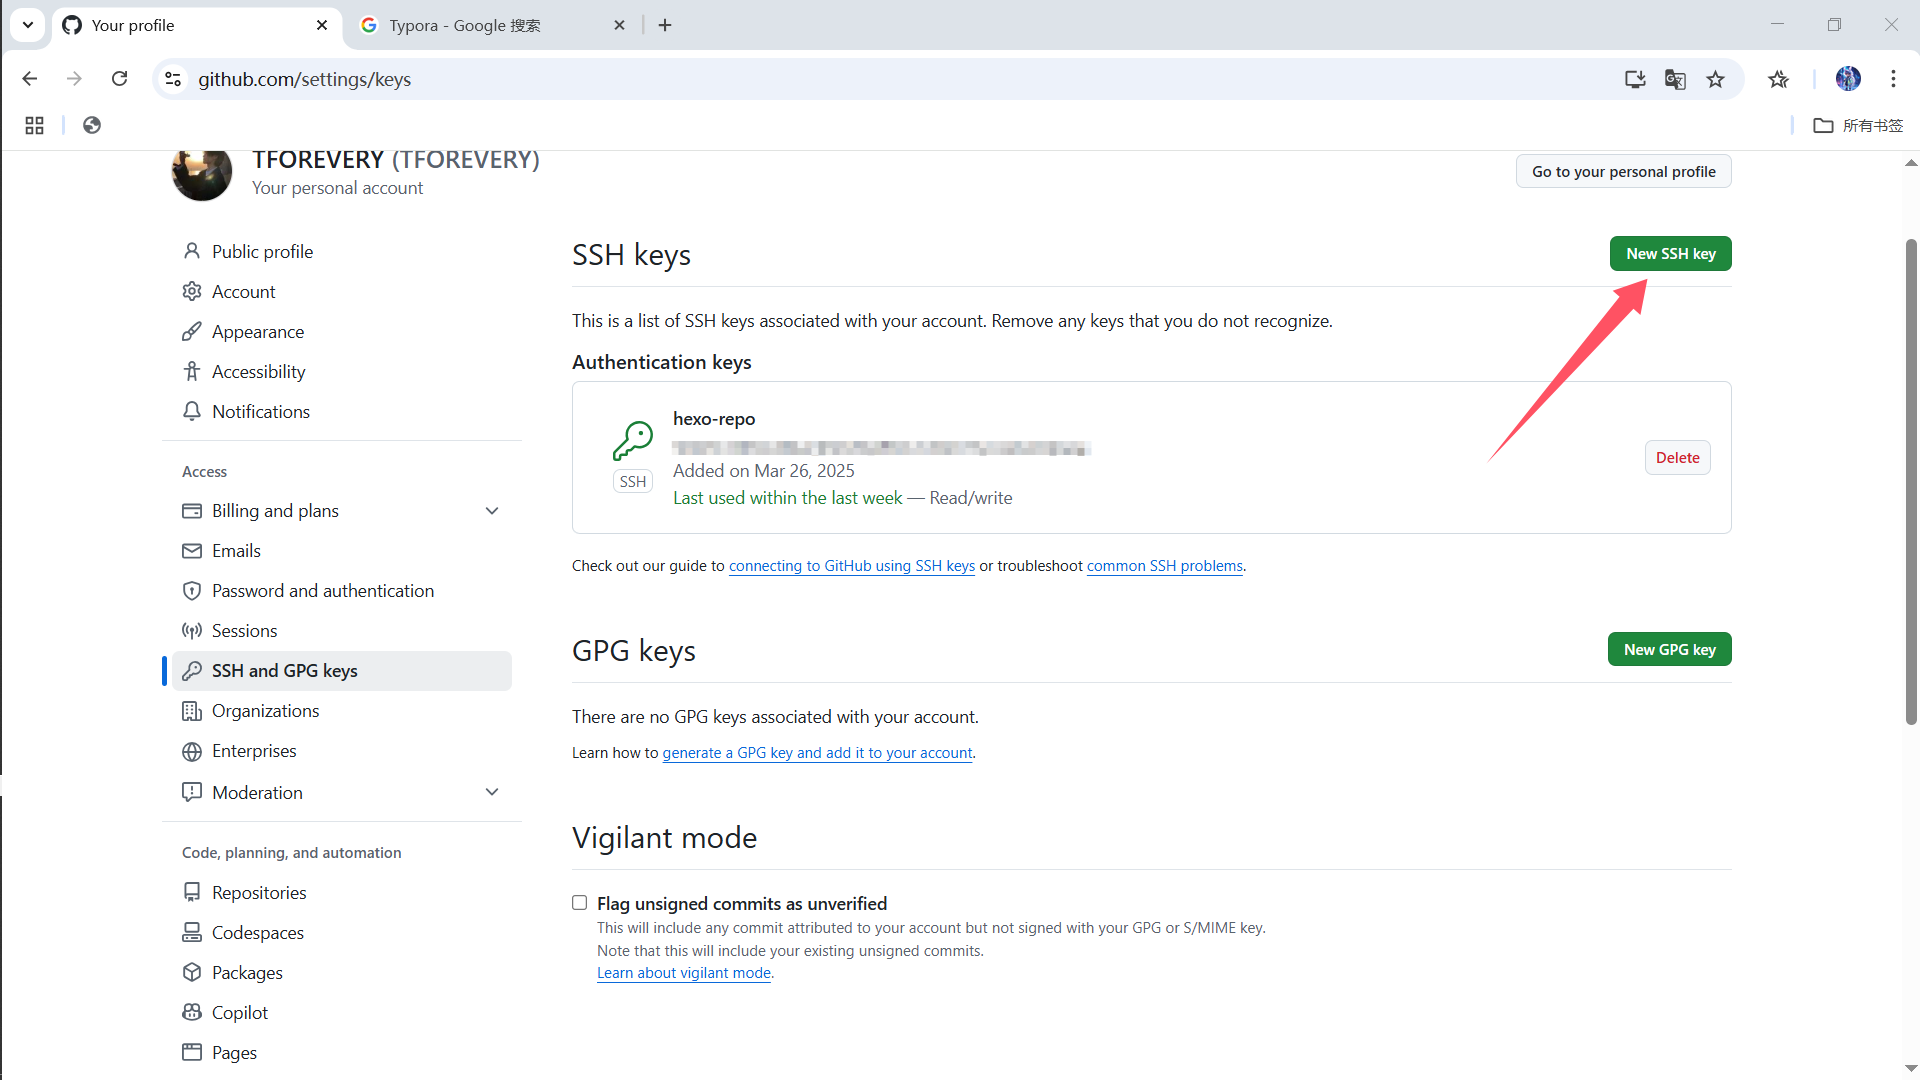 Your profile
Typora - Google 搜索
github.com/settings/keys
所有书签
TFOREVERY (TFOREVERY)
Your personal account
Go to your personal profile
Public profile
Account
Appearance
Accessibility
Notifications
Access
Billing and plans
Emails
Password and authentication
Sessions
SSH and GPG keys
Organizations
Enterprises
Moderation
Code, planning, and automation
Repositories
Codespaces
Packages
Copilot
Pages
SSH keys
New SSH key
This is a list of SSH keys associated with your account. Remove any keys that you do not recognize.
Authentication keys
hexo-repo
Added on Mar 26, 2025
SSH
Last used within the last week — Read/write
Delete
Check out our guide to connecting to GitHub using SSH keys or troubleshoot common SSH problems.
GPG keys
New GPG key
There are no GPG keys associated with your account.
Learn how to generate a GPG key and add it to your account.
Vigilant mode
Flag unsigned commits as unverified
This will include any commit attributed to your account but not signed with your GPG or S/MIME key.
Note that this will include your existing unsigned commits.
Learn about vigilant mode.